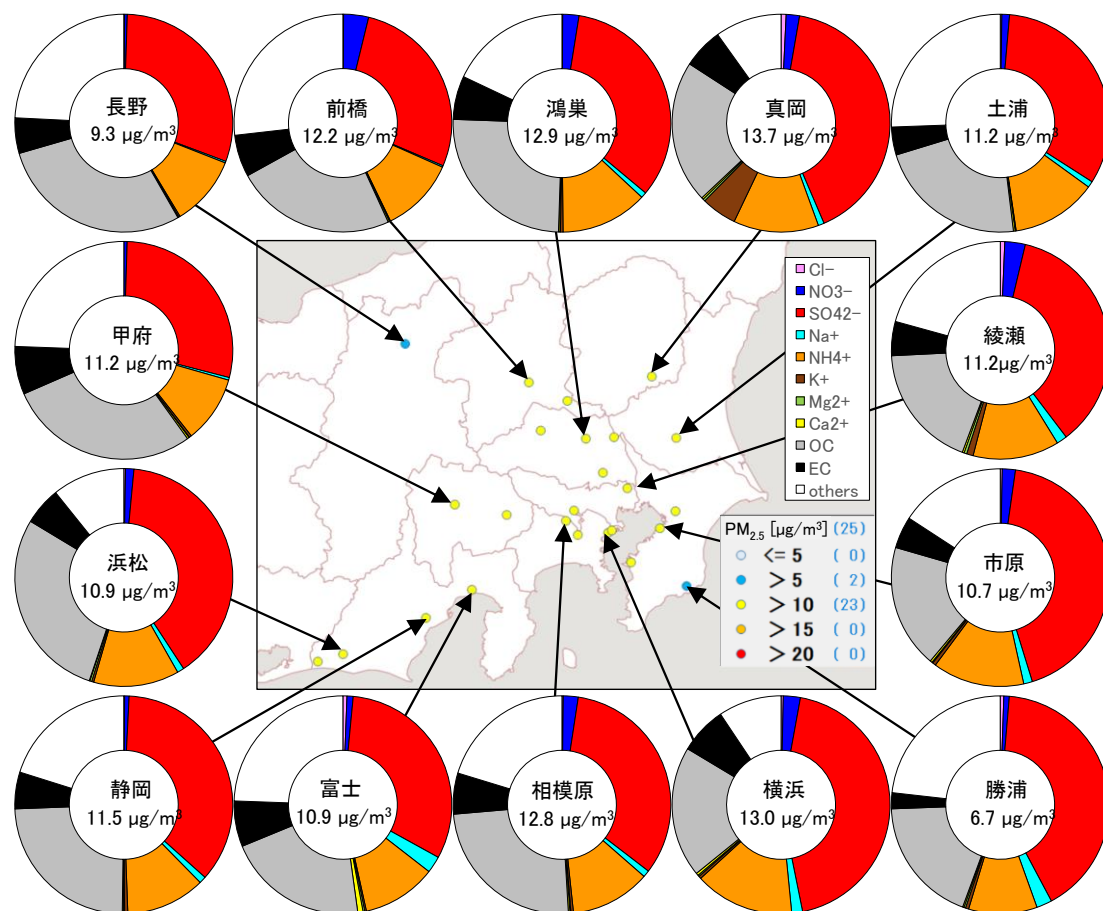 長野
9.3 μg/m³
前橋
12.2 μg/m³
鴻巣
12.9 μg/m³
真岡
13.7 μg/m³
土浦
11.2 μg/m³
甲府
11.2 μg/m³
Cl-
NO3-
SO42-
Na+
NH4+
K+
Mg2+
Ca2+
OC
EC
others
綾瀬
11.2μg/m³
浜松
10.9 μg/m³
PM2.5 [μg/m³] (25)
<= 5 ( 0)
> 5 ( 2)
> 10 (23)
> 15 ( 0)
> 20 ( 0)
市原
10.7 μg/m³
静岡
11.5 μg/m³
富士
10.9 μg/m³
相模原
12.8 μg/m³
横浜
13.0 μg/m³
勝浦
6.7 μg/m³